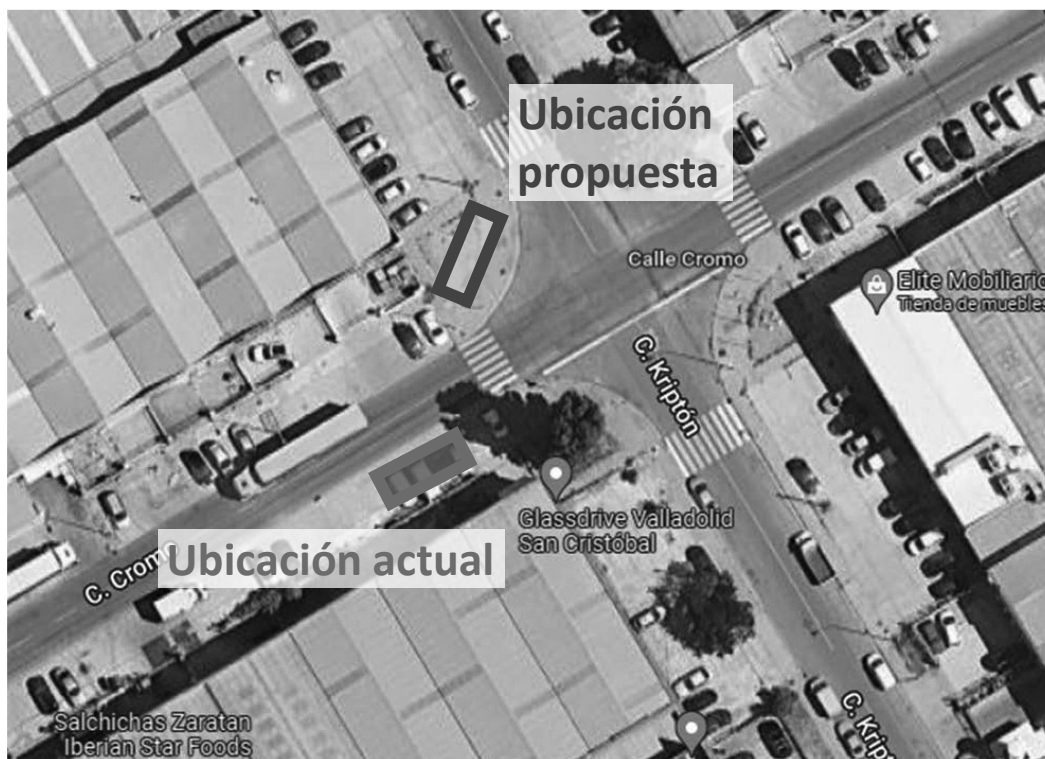 Ubicación
propuesta
Calle Cromo
Elite Mobiliario
Tienda de muebles
C. Kriptón
Glassdrive Valladolid
San Cristóbal
Ubicación actual
C. Cromo
Salchichas Zaratan
Iberian Star Foods
C. Kript